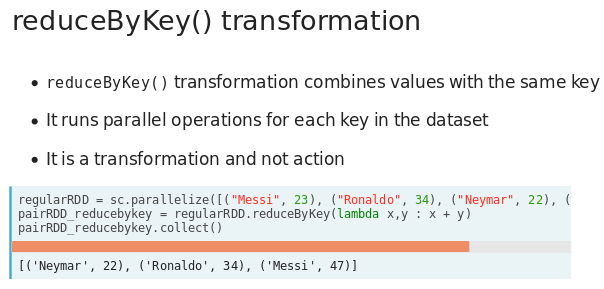 reduceByKey() transformation
• reduceByKey() transformation combines values with the same key
• It runs parallel operations for each key in the dataset
• It is a transformation and not action
regularRDD = sc.parallelize([("Messi", 23), ("Ronaldo", 34), ("Neymar", 22), (
pairRDD_reducebykey = regularRDD.reduceByKey(lambda x,y : x + y)
pairRDD_reducebykey.collect()
[('Neymar', 22), ('Ronaldo', 34), ('Messi', 47)]